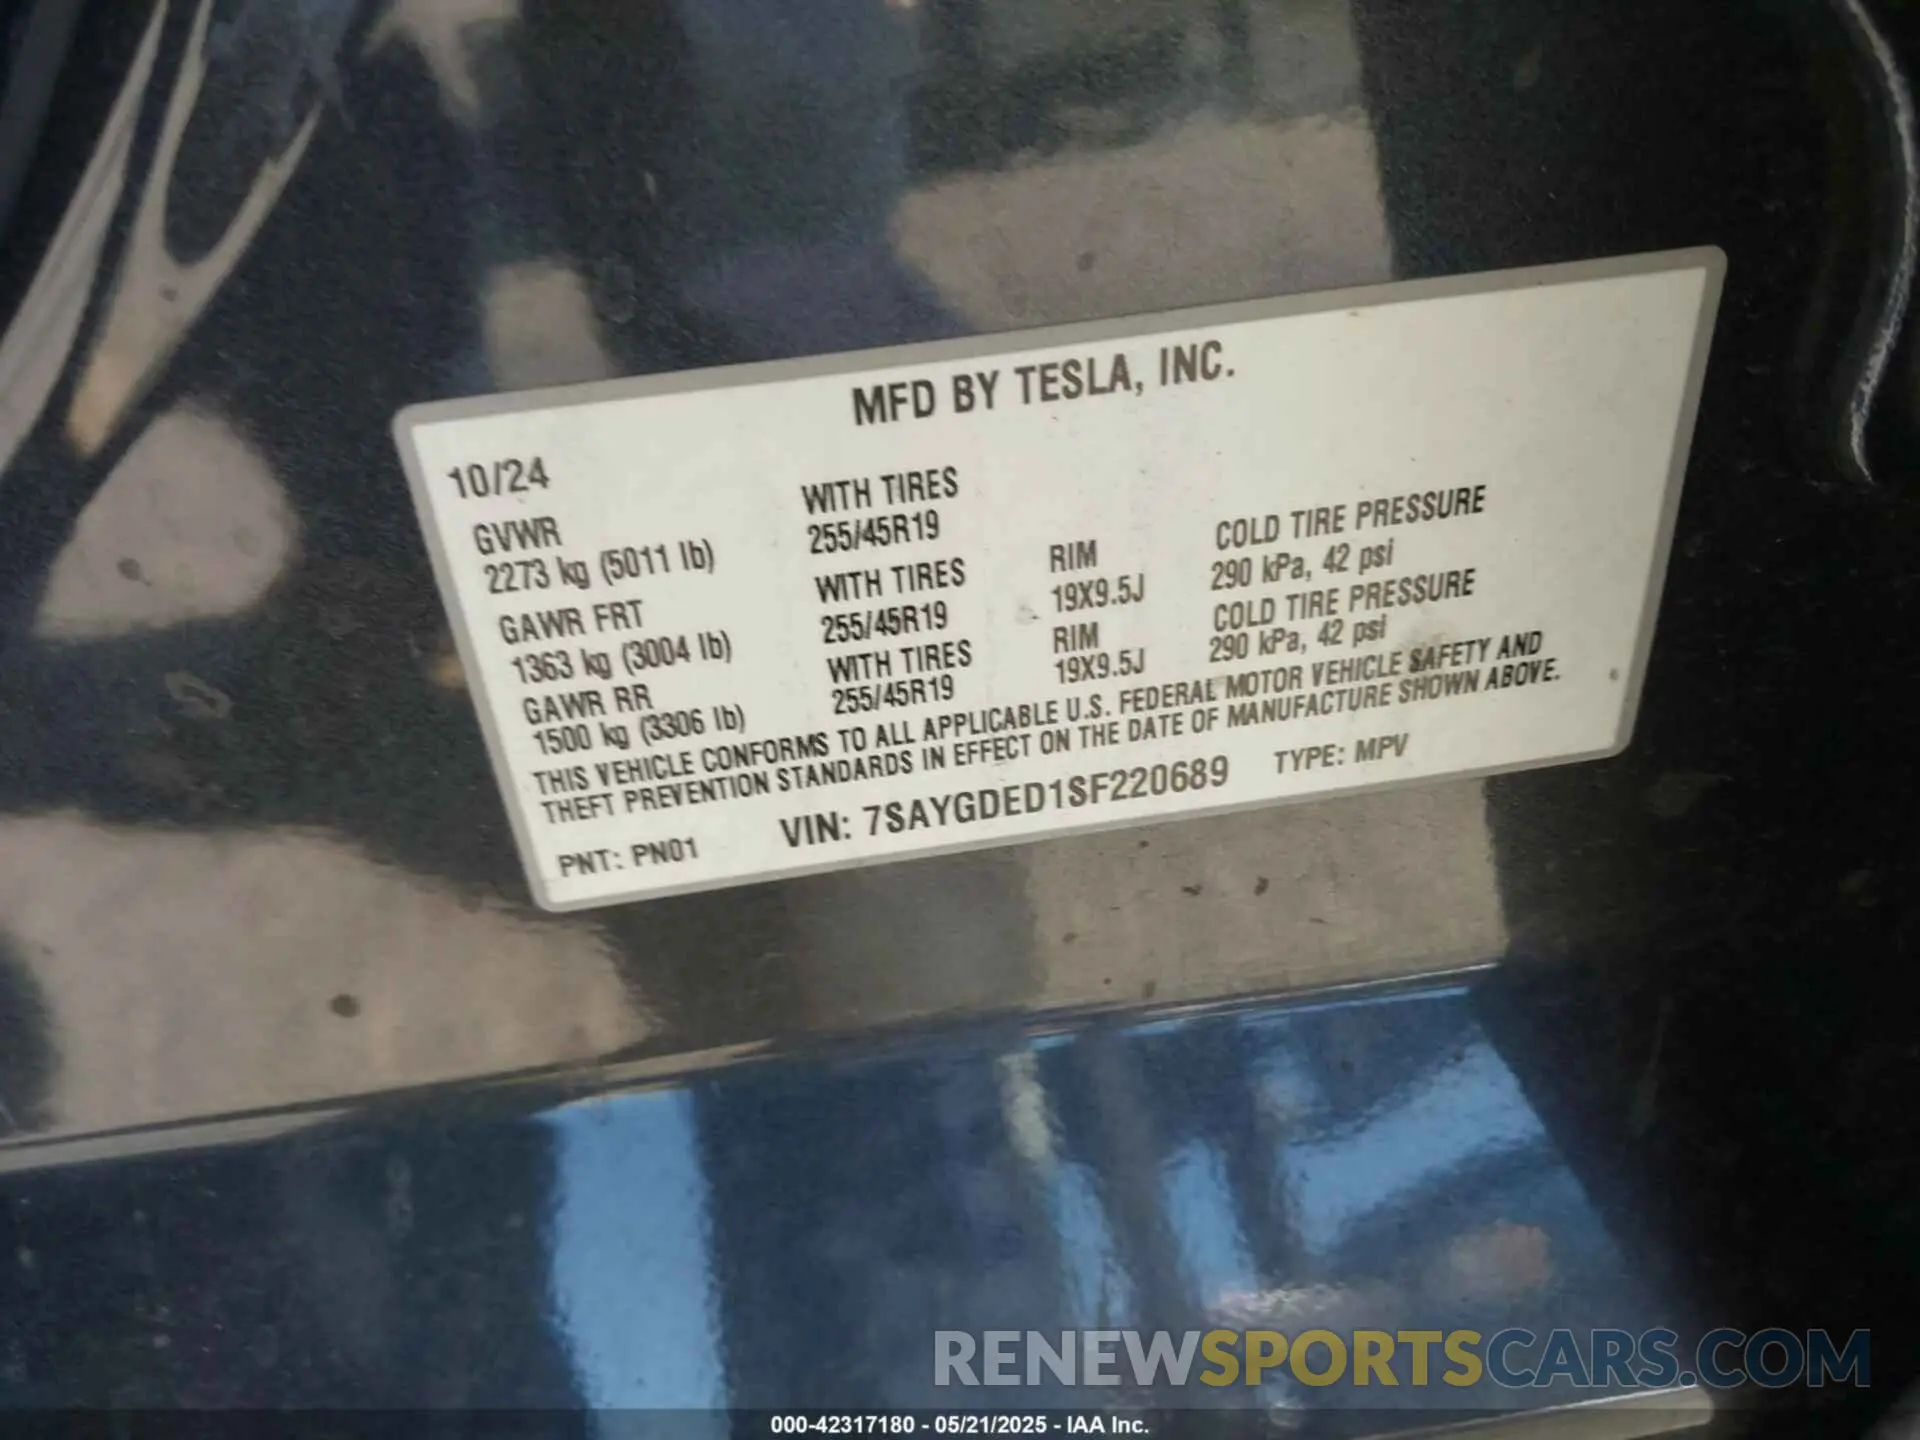 MFD BY TESLA, INC.
10/24
GVWR WITH TIRES
2273 kg (5011 lb) 255/45R19
GAWR FRT WITH TIRES RIM COLD TIRE PRESSURE
1363 kg (3004 lb) 255/45R19 19X9.5J 290 kPa, 42 psi
GAWR RR WITH TIRES RIM COLD TIRE PRESSURE
1500 kg (3306 lb) 255/45R19 19X9.5J 290 kPa, 42 psi
THIS VEHICLE CONFORMS TO ALL APPLICABLE U.S. FEDERAL MOTOR VEHICLE SAFETY AND
THEFT PREVENTION STANDARDS IN EFFECT ON THE DATE OF MANUFACTURE SHOWN ABOVE.
PNT: PN01 VIN: 7SAYGDED1SF220689 TYPE: MPV
RENEWSPORTSCARS.COM
000-42317180 - 05/21/2025 - IAA Inc.